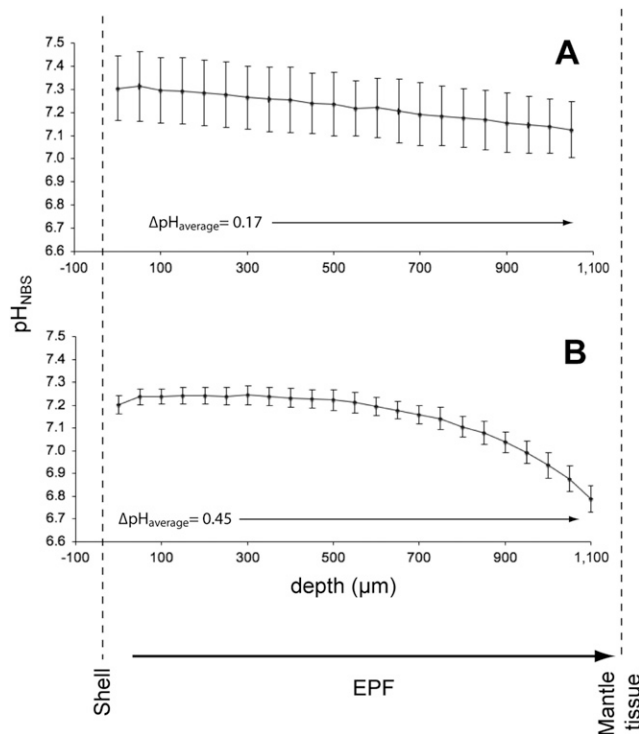 A
7.5
7.4
7.3
7.2
7.1
7.0
6.9
6.8
6.7
6.6
ΔpHaverage= 0.17
-100 100 300 500 700 900 1,100
pHNBS
B
7.5
7.4
7.3
7.2
7.1
7.0
6.9
6.8
6.7
6.6
ΔpHaverage= 0.45
-100 100 300 500 700 900 1,100
depth (µm)
Shell
EPF
Mantle
tissue